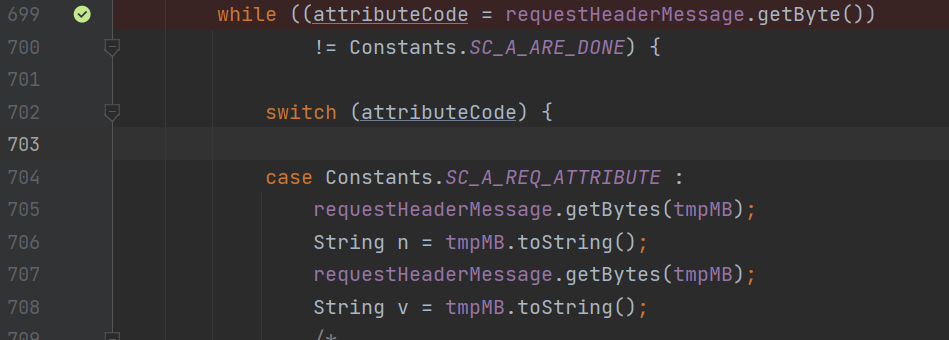 699 while ((attributeCode = requestHeaderMessage.getByte())
700 != Constants.SC_A_ARE_DONE) {
701
702 switch (attributeCode) {
703
704 case Constants.SC_A_REQ_ATTRIBUTE :
705 requestHeaderMessage.getBytes(tmpMB);
706 String n = tmpMB.toString();
707 requestHeaderMessage.getBytes(tmpMB);
708 String v = tmpMB.toString();
709 /*